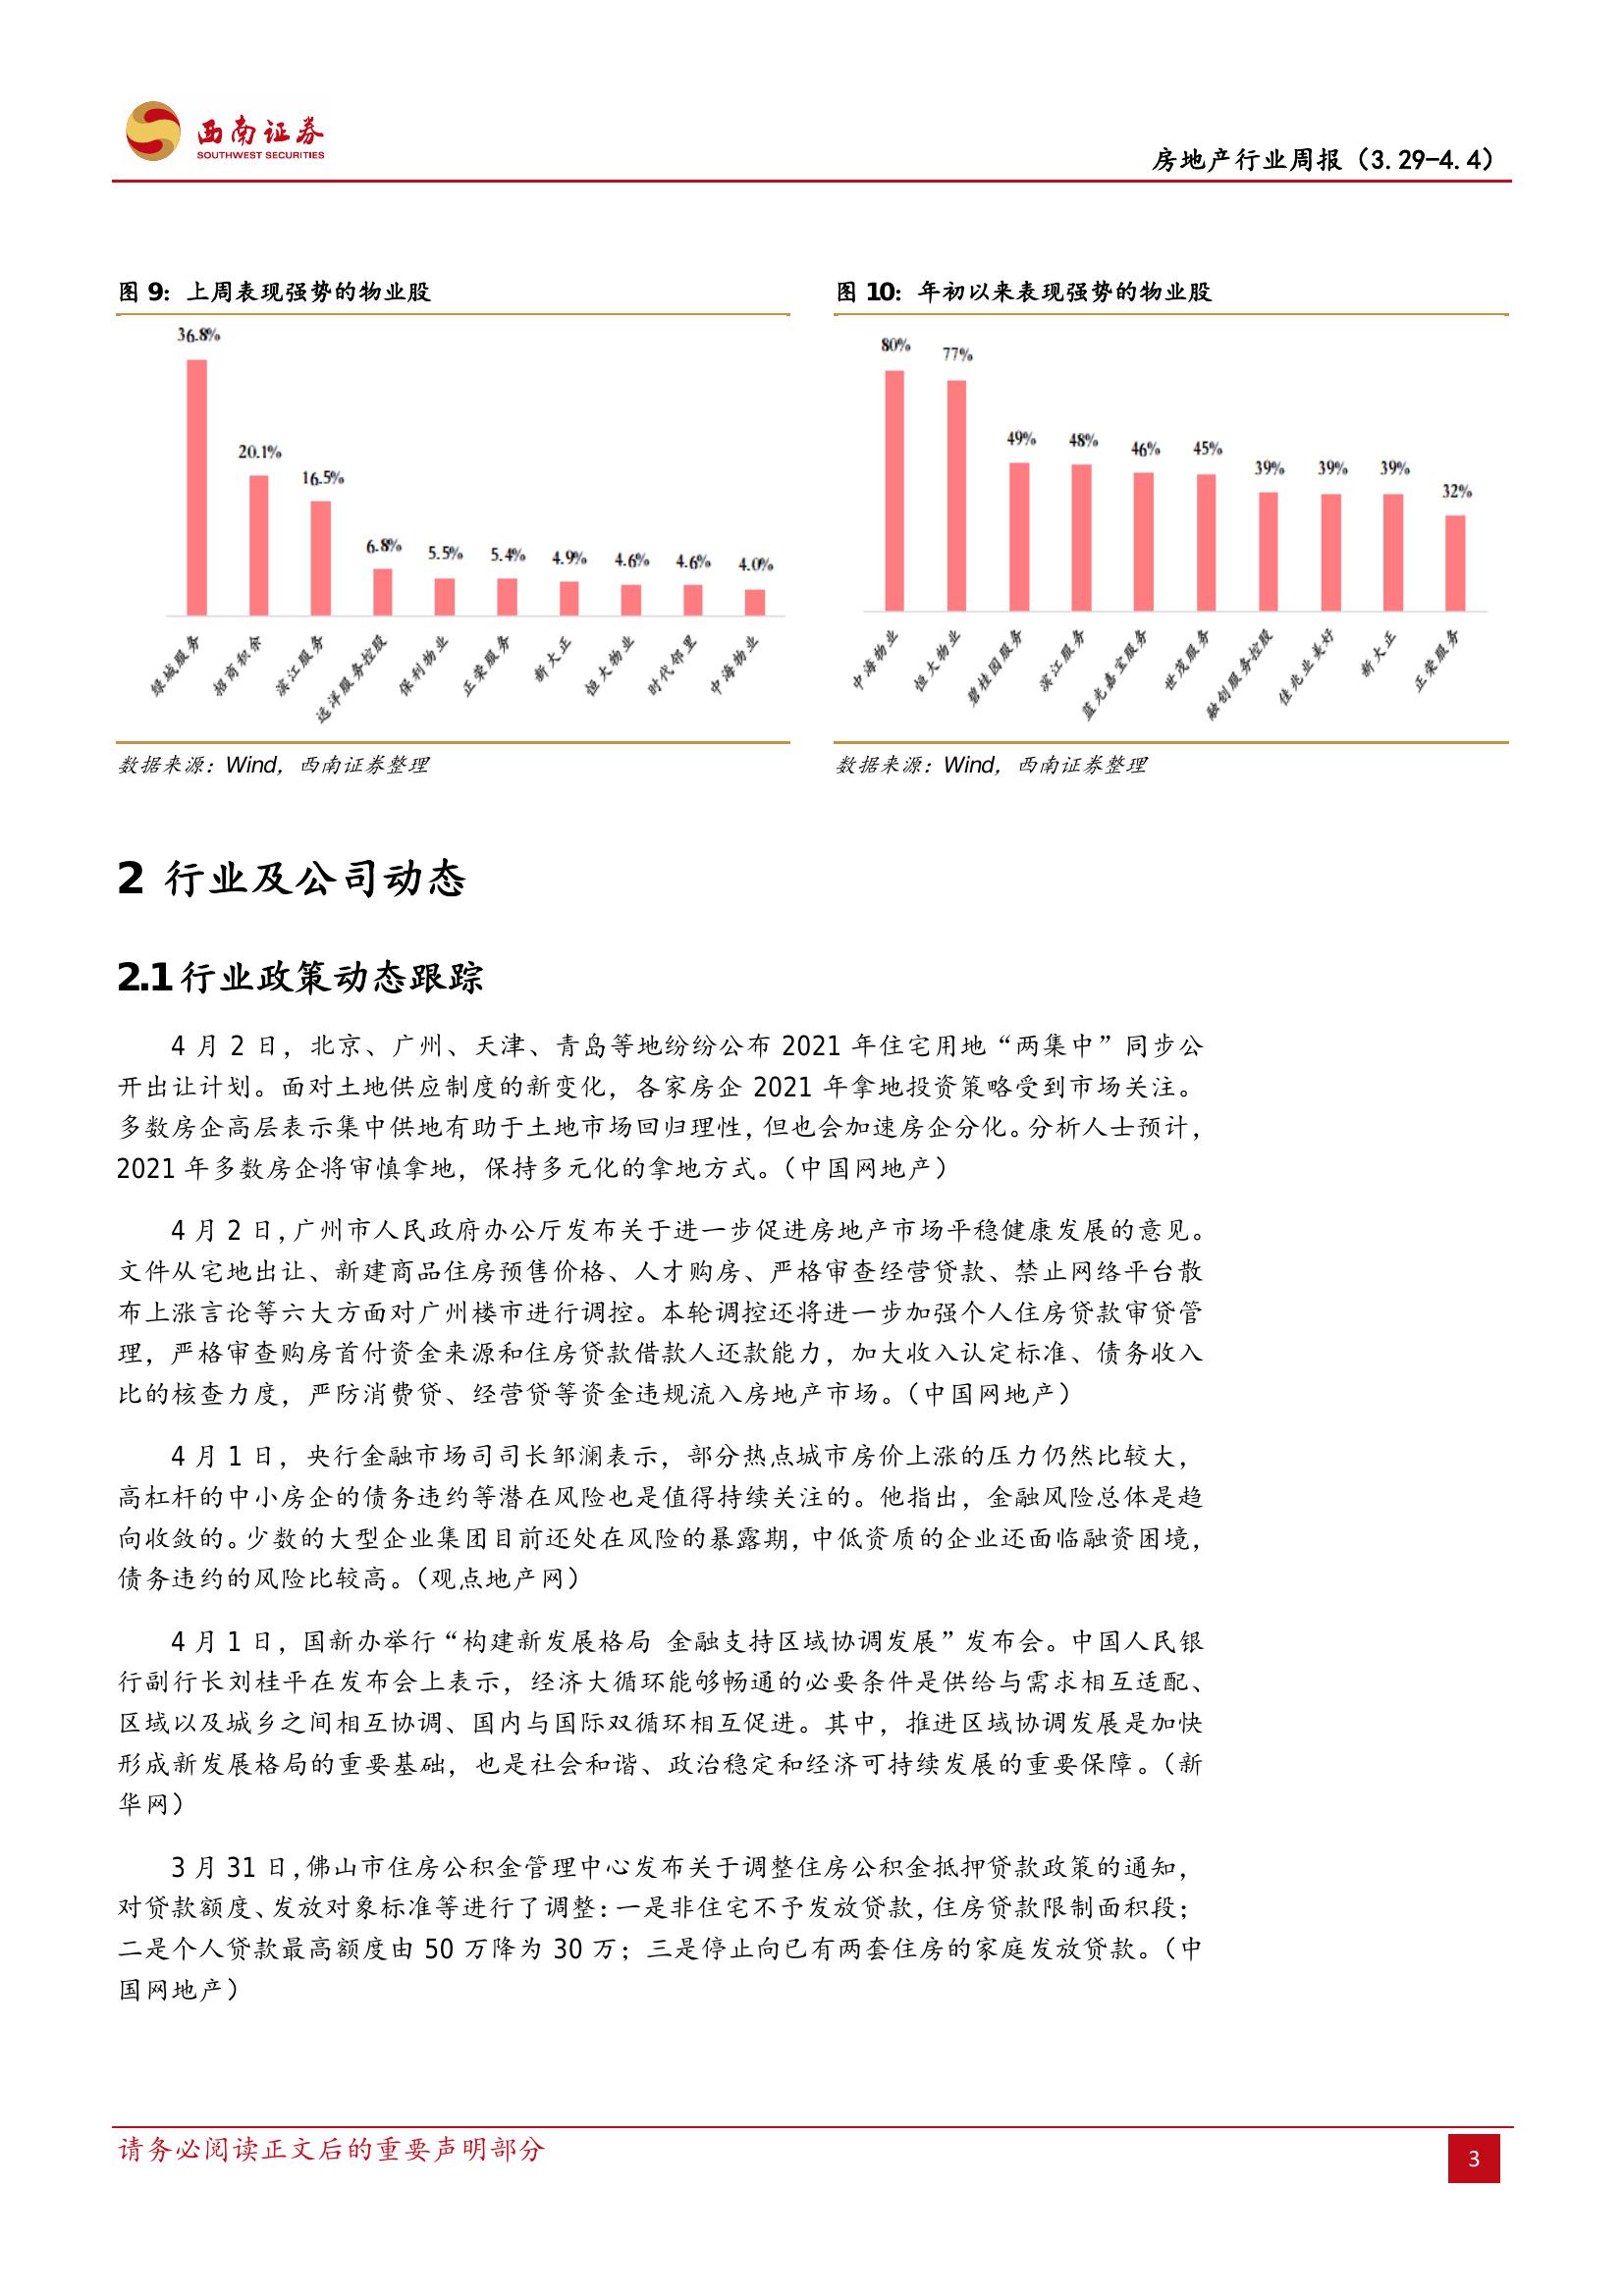 西南证券
SOUTHWEST SECURITIES
房地产行业周报（3.29-4.4）
图 9：上周表现强势的物业股
36.8%
20.1%
16.5%
6.8%
5.5%
5.4%
4.9%
4.6%
4.6%
4.0%
绿城服务
招商积余
滨江服务
远洋服务控股
保利物业
正荣服务
新大正
恒大物业
时代邻里
中海物业
数据来源：Wind，西南证券整理
图 10：年初以来表现强势的物业股
80%
77%
49%
48%
46%
45%
39%
39%
39%
32%
中海物业
恒大物业
碧桂园服务
滨江服务
蓝光嘉宝服务
世茂服务
融创服务控股
佳兆业美好
新大正
正荣服务
数据来源：Wind，西南证券整理
2 行业及公司动态
2.1 行业政策动态跟踪
4 月 2 日，北京、广州、天津、青岛等地纷纷公布 2021 年住宅用地“两集中”同步公
开出让计划。面对土地供应制度的新变化，各家房企 2021 年拿地投资策略受到市场关注。
多数房企高层表示集中供地有助于土地市场回归理性，但也会加速房企分化。分析人士预计，
2021 年多数房企将审慎拿地，保持多元化的拿地方式。（中国网地产）
4 月 2 日，广州市人民政府办公厅发布关于进一步促进房地产市场平稳健康发展的意见。
文件从宅地出让、新建商品住房预售价格、人才购房、严格审查经营贷款、禁止网络平台散
布上涨言论等六大方面对广州楼市进行调控。本轮调控还将进一步加强个人住房贷款审贷管
理，严格审查购房首付资金来源和住房贷款借款人还款能力，加大收入认定标准、债务收入
比的核查力度，严防消费贷、经营贷等资金违规流入房地产市场。（中国网地产）
4 月 1 日，央行金融市场司司长邹澜表示，部分热点城市房价上涨的压力仍然比较大，
高杠杆的中小房企的债务违约等潜在风险也是值得持续关注的。他指出，金融风险总体是趋
向收敛的。少数的大型企业集团目前还处在风险的暴露期，中低资质的企业还面临融资困境，
债务违约的风险比较高。（观点地产网）
4 月 1 日，国新办举行“构建新发展格局 金融支持区域协调发展”发布会。中国人民银
行副行长刘桂平在发布会上表示，经济大循环能够畅通的必要条件是供给与需求相互适配、
区域以及城乡之间相互协调、国内与国际双循环相互促进。其中，推进区域协调发展是加快
形成新发展格局的重要基础，也是社会和谐、政治稳定和经济可持续发展的重要保障。（新
华网）
3 月 31 日，佛山市住房公积金管理中心发布关于调整住房公积金抵押贷款政策的通知，
对贷款额度、发放对象标准等进行了调整：一是非住宅不予发放贷款，住房贷款限制面积段；
二是个人贷款最高额度由 50 万降为 30 万；三是停止向已有两套住房的家庭发放贷款。（中
国网地产）
请务必阅读正文后的重要声明部分
3